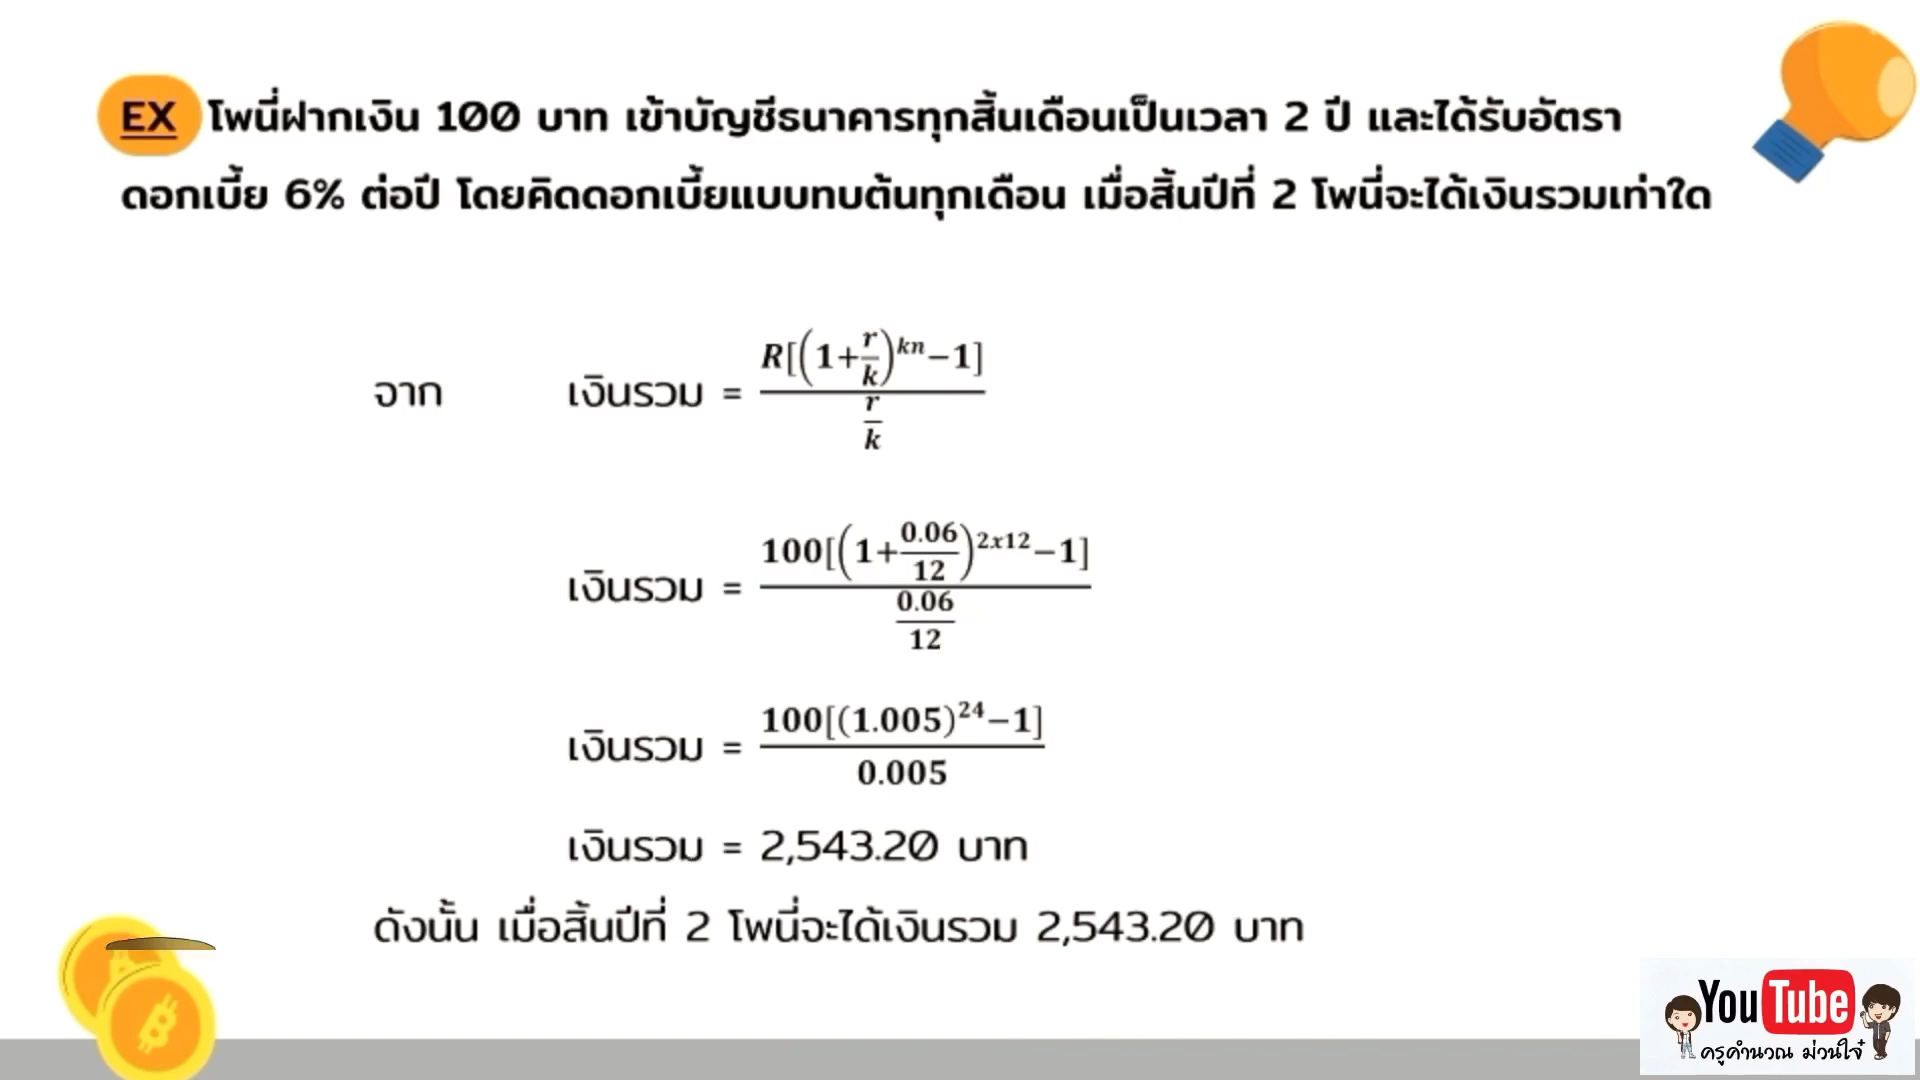 EX โพนี่ฝากเงิน 100 บาท เข้าบัญชีธนาคารทุกสิ้นเดือนเป็นเวลา 2 ปี และได้รับอัตรา
ดอกเบี้ย 6% ต่อปี โดยคิดดอกเบี้ยแบบทบต้นทุกเดือน เมื่อสิ้นปีที่ 2 โพนี่จะได้เงินรวมเท่าใด
จาก เงินรวม = \frac{R[(1+\frac{r}{k})^{kn}-1]}{\frac{r}{k}}
เงินรวม = \frac{100[(1+\frac{0.06}{12})^{2x12}-1]}{\frac{0.06}{12}}
เงินรวม = \frac{100[(1.005)^{24}-1]}{0.005}
เงินรวม = 2,543.20 บาท
ดังนั้น เมื่อสิ้นปีที่ 2 โพนี่จะได้เงินรวม 2,543.20 บาท
YouTube
ครูคำนวณ ม่วนใจ๋